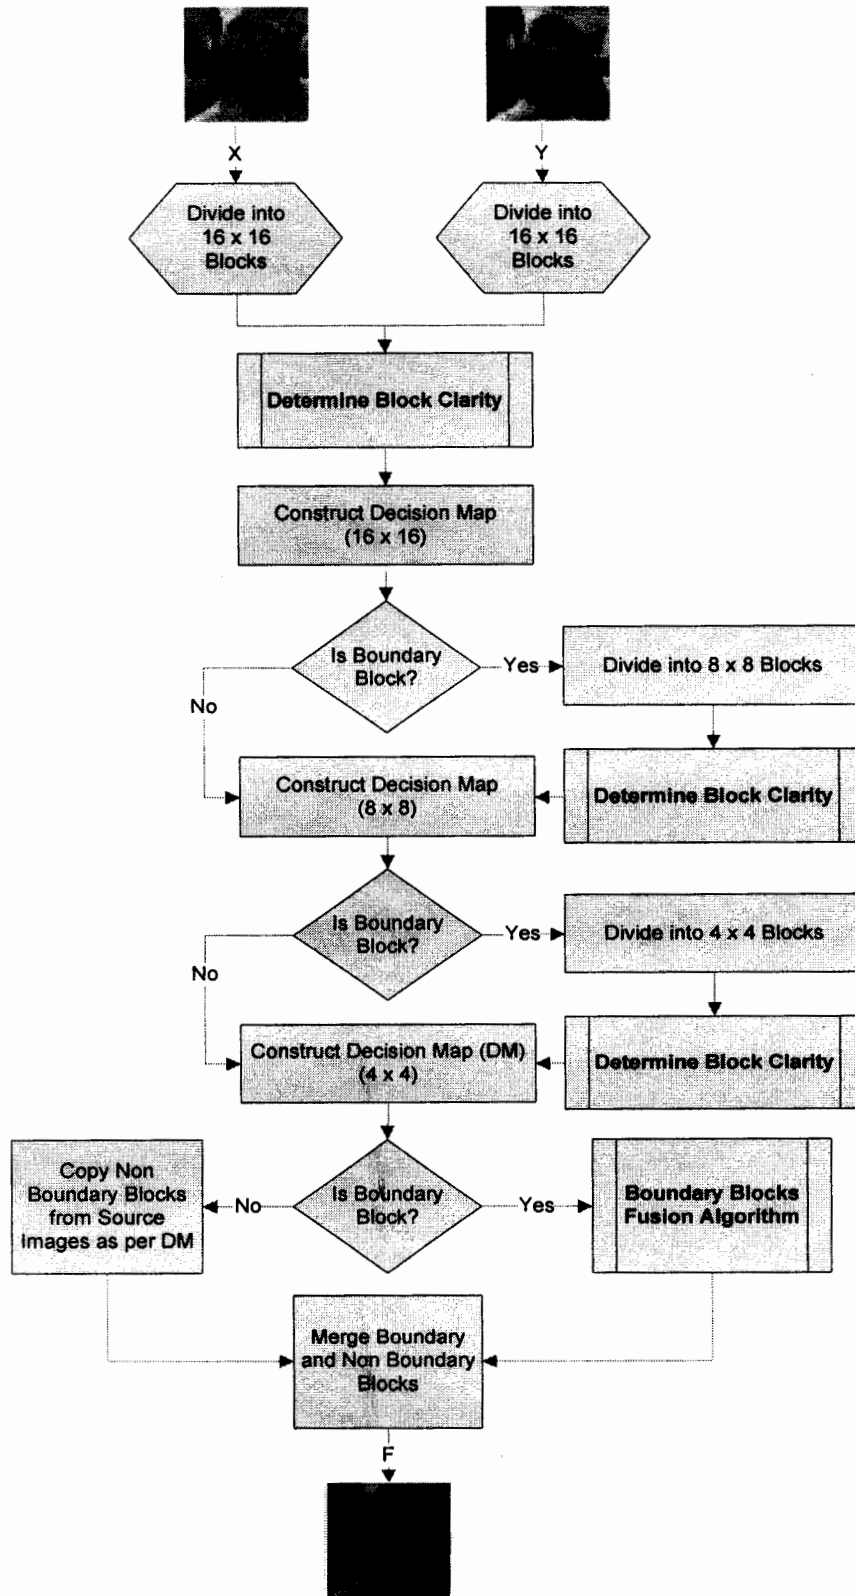 X
Y
Divide into
16 x 16
Blocks
Divide into
16 x 16
Blocks
Determine Block Clarity
Construct Decision Map
(16 x 16)
Is Boundary
Block?
Yes
Divide into 8 x 8 Blocks
No
Construct Decision Map
(8 x 8)
Determine Block Clarity
Is Boundary
Block?
Yes
Divide into 4 x 4 Blocks
No
Construct Decision Map (DM)
(4 x 4)
Determine Block Clarity
Copy Non
Boundary Blocks
from Source
Images as per DM
No
Is Boundary
Block?
Yes
Boundary Blocks
Fusion Algorithm
Merge Boundary
and Non Boundary
Blocks
F